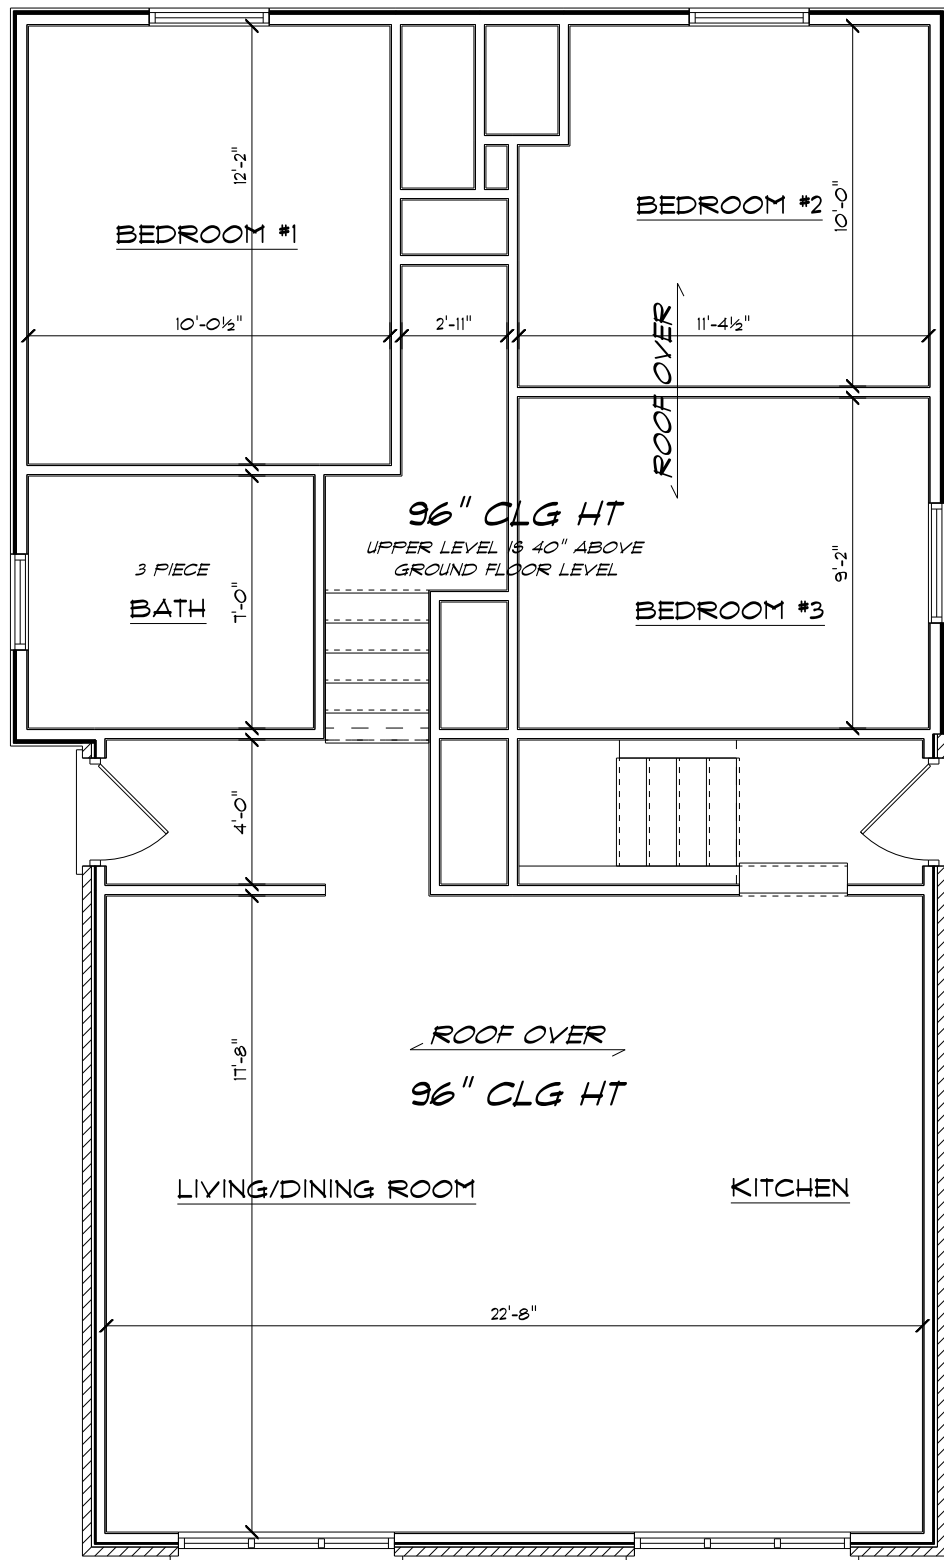 12'-2"
BEDROOM #1
BEDROOM #2
10'-0"
10'-0½"
2'-11"
11'-4½"
ROOF OVER
96" CLG HT
UPPER LEVEL IS 40" ABOVE
GROUND FLOOR LEVEL
9'-2"
3 PIECE
BATH
7'-0"
BEDROOM #3
4'-0"
ROOF OVER
17'-8"
96" CLG HT
LIVING/DINING ROOM
KITCHEN
22'-8"